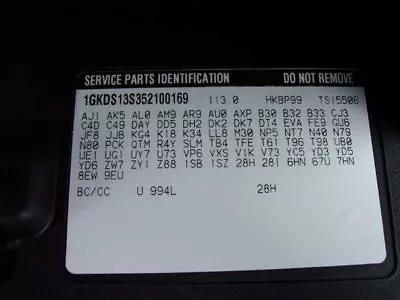 SERVICE PARTS IDENTIFICATION DO NOT REMOVE
1GKDS13S352100169 113 0 HKBP99 TS15506
AJ1 AK5 AL0 AM9 AR9 AU0 AXP B30 B32 B33 CJ3
C4D C49 DAY DD5 DH2 DK2 DK7 DT4 EVA FE9 GU6
JF8 JJB KG4 K18 K34 LL8 M30 NP5 NT7 N40 N79
N80 PCK QTM R4Y SLM TB4 TFE T61 T96 T98 UB0
UE1 UG1 UY7 U73 VP6 VXS V1K V73 YC5 YD3 YD5
YD6 ZW7 ZY1 Z88 1SB 3SZ 1SZ 28H 28I 6HN 67U 7HN
8EW 9EU
BC/CC U 994L 28H